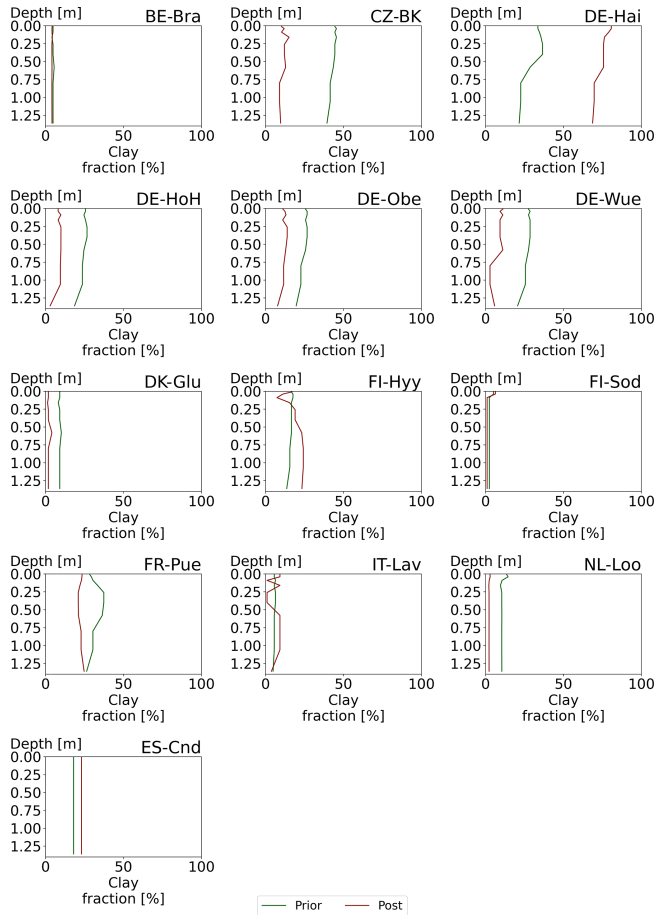 Depth [m] BE-Bra
0.00
0.25
0.50
0.75
1.00
1.25
0 50 100
Clay
fraction [%]
Depth [m] CZ-BK
0.00
0.25
0.50
0.75
1.00
1.25
0 50 100
Clay
fraction [%]
Depth [m] DE-Hai
0.00
0.25
0.50
0.75
1.00
1.25
0 50 100
Clay
fraction [%]
Depth [m] DE-HoH
0.00
0.25
0.50
0.75
1.00
1.25
0 50 100
Clay
fraction [%]
Depth [m] DE-Obe
0.00
0.25
0.50
0.75
1.00
1.25
0 50 100
Clay
fraction [%]
Depth [m] DE-Wue
0.00
0.25
0.50
0.75
1.00
1.25
0 50 100
Clay
fraction [%]
Depth [m] DK-Glu
0.00
0.25
0.50
0.75
1.00
1.25
0 50 100
Clay
fraction [%]
Depth [m] FI-Hyy
0.00
0.25
0.50
0.75
1.00
1.25
0 50 100
Clay
fraction [%]
Depth [m] FI-Sod
0.00
0.25
0.50
0.75
1.00
1.25
0 50 100
Clay
fraction [%]
Depth [m] FR-Pue
0.00
0.25
0.50
0.75
1.00
1.25
0 50 100
Clay
fraction [%]
Depth [m] IT-Lav
0.00
0.25
0.50
0.75
1.00
1.25
0 50 100
Clay
fraction [%]
Depth [m] NL-Loo
0.00
0.25
0.50
0.75
1.00
1.25
0 50 100
Clay
fraction [%]
Depth [m] ES-Cnd
0.00
0.25
0.50
0.75
1.00
1.25
0 50 100
Clay
fraction [%]
Prior Post